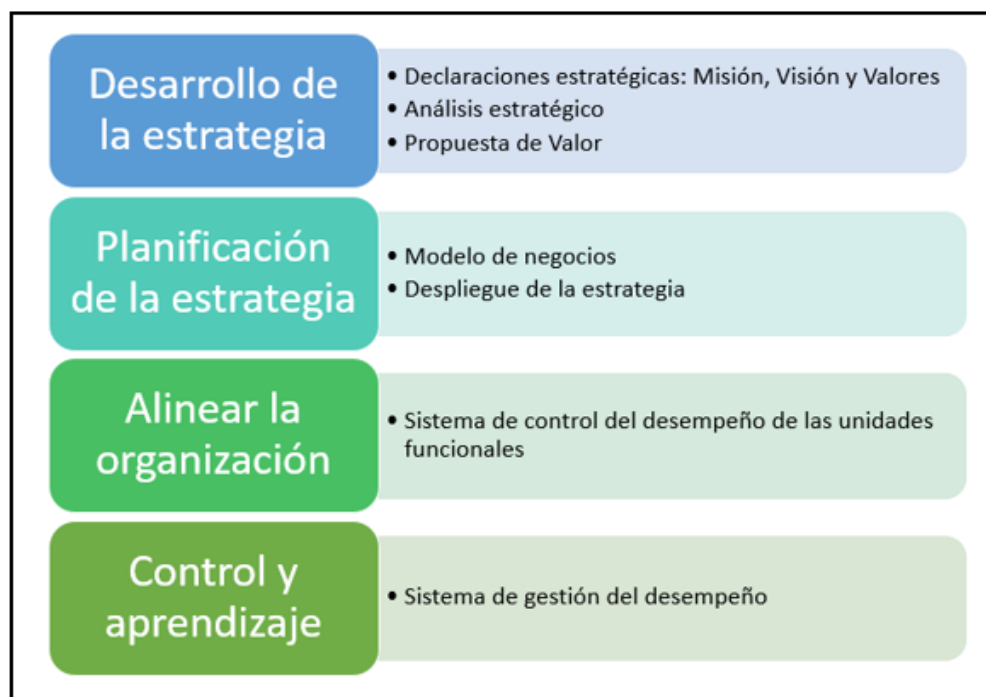 Desarrollo de
la estrategia
• Declaraciones estratégicas: Misión, Visión y Valores
• Análisis estratégico
• Propuesta de Valor
Planificación
de la estrategia
• Modelo de negocios
• Despliegue de la estrategia
Alinear la
organización
• Sistema de control del desempeño de las unidades
funcionales
Control y
aprendizaje
• Sistema de gestión del desempeño